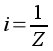 i = 1/Z